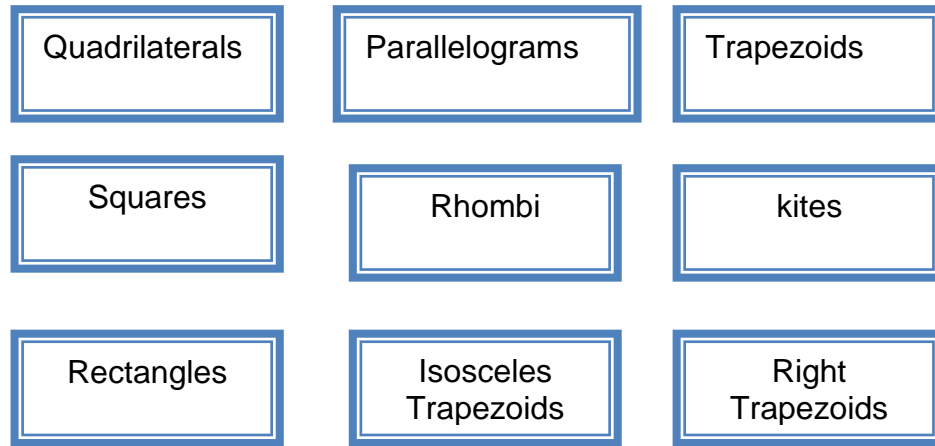 Quadrilaterals
Parallelograms
Trapezoids
Squares
Rhombi
kites
Rectangles
Isosceles
Trapezoids
Right
Trapezoids